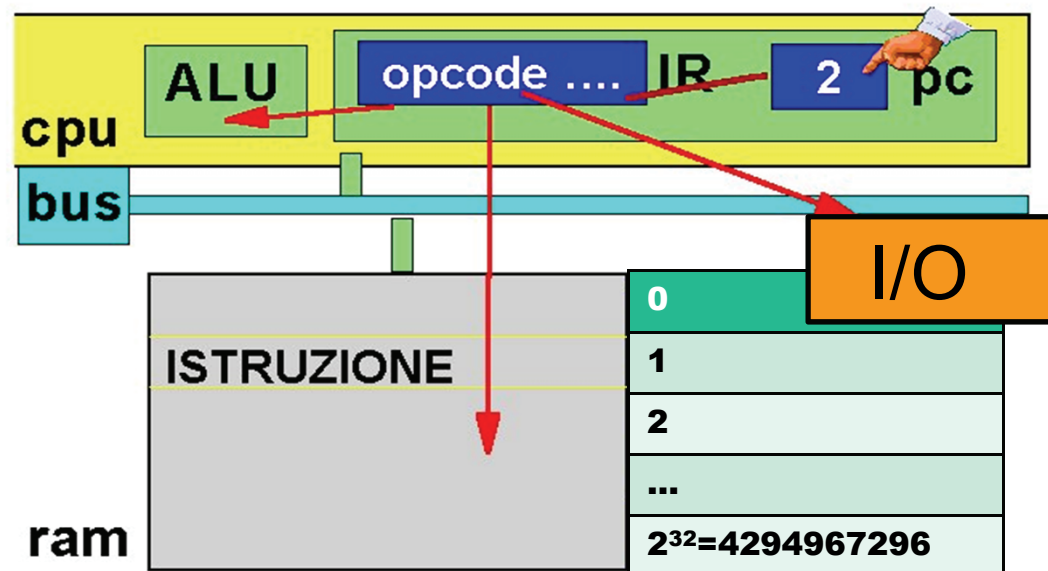 ALU
opcode ....
IR
2
pc
cpu
bus
I/O
0
ISTRUZIONE
1
2
...
ram
2³²=4294967296